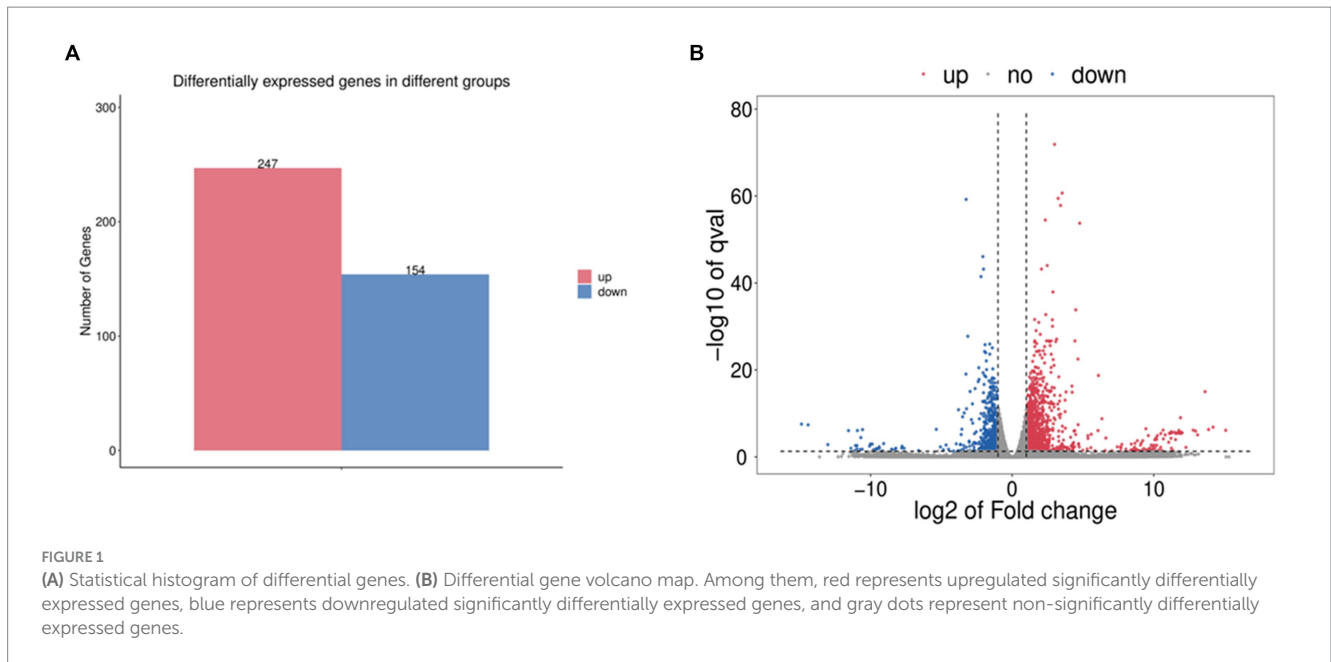 A
Differentially expressed genes in different groups
300
200
100
0
Number of Genes
247
154
up
down
B
up no down
80
60
40
20
0
−log10 of qval
−10 0 10
log2 of Fold change
FIGURE 1
(A) Statistical histogram of differential genes. (B) Differential gene volcano map. Among them, red represents upregulated significantly differentially
expressed genes, blue represents downregulated significantly differentially expressed genes, and gray dots represent non-significantly differentially
expressed genes.